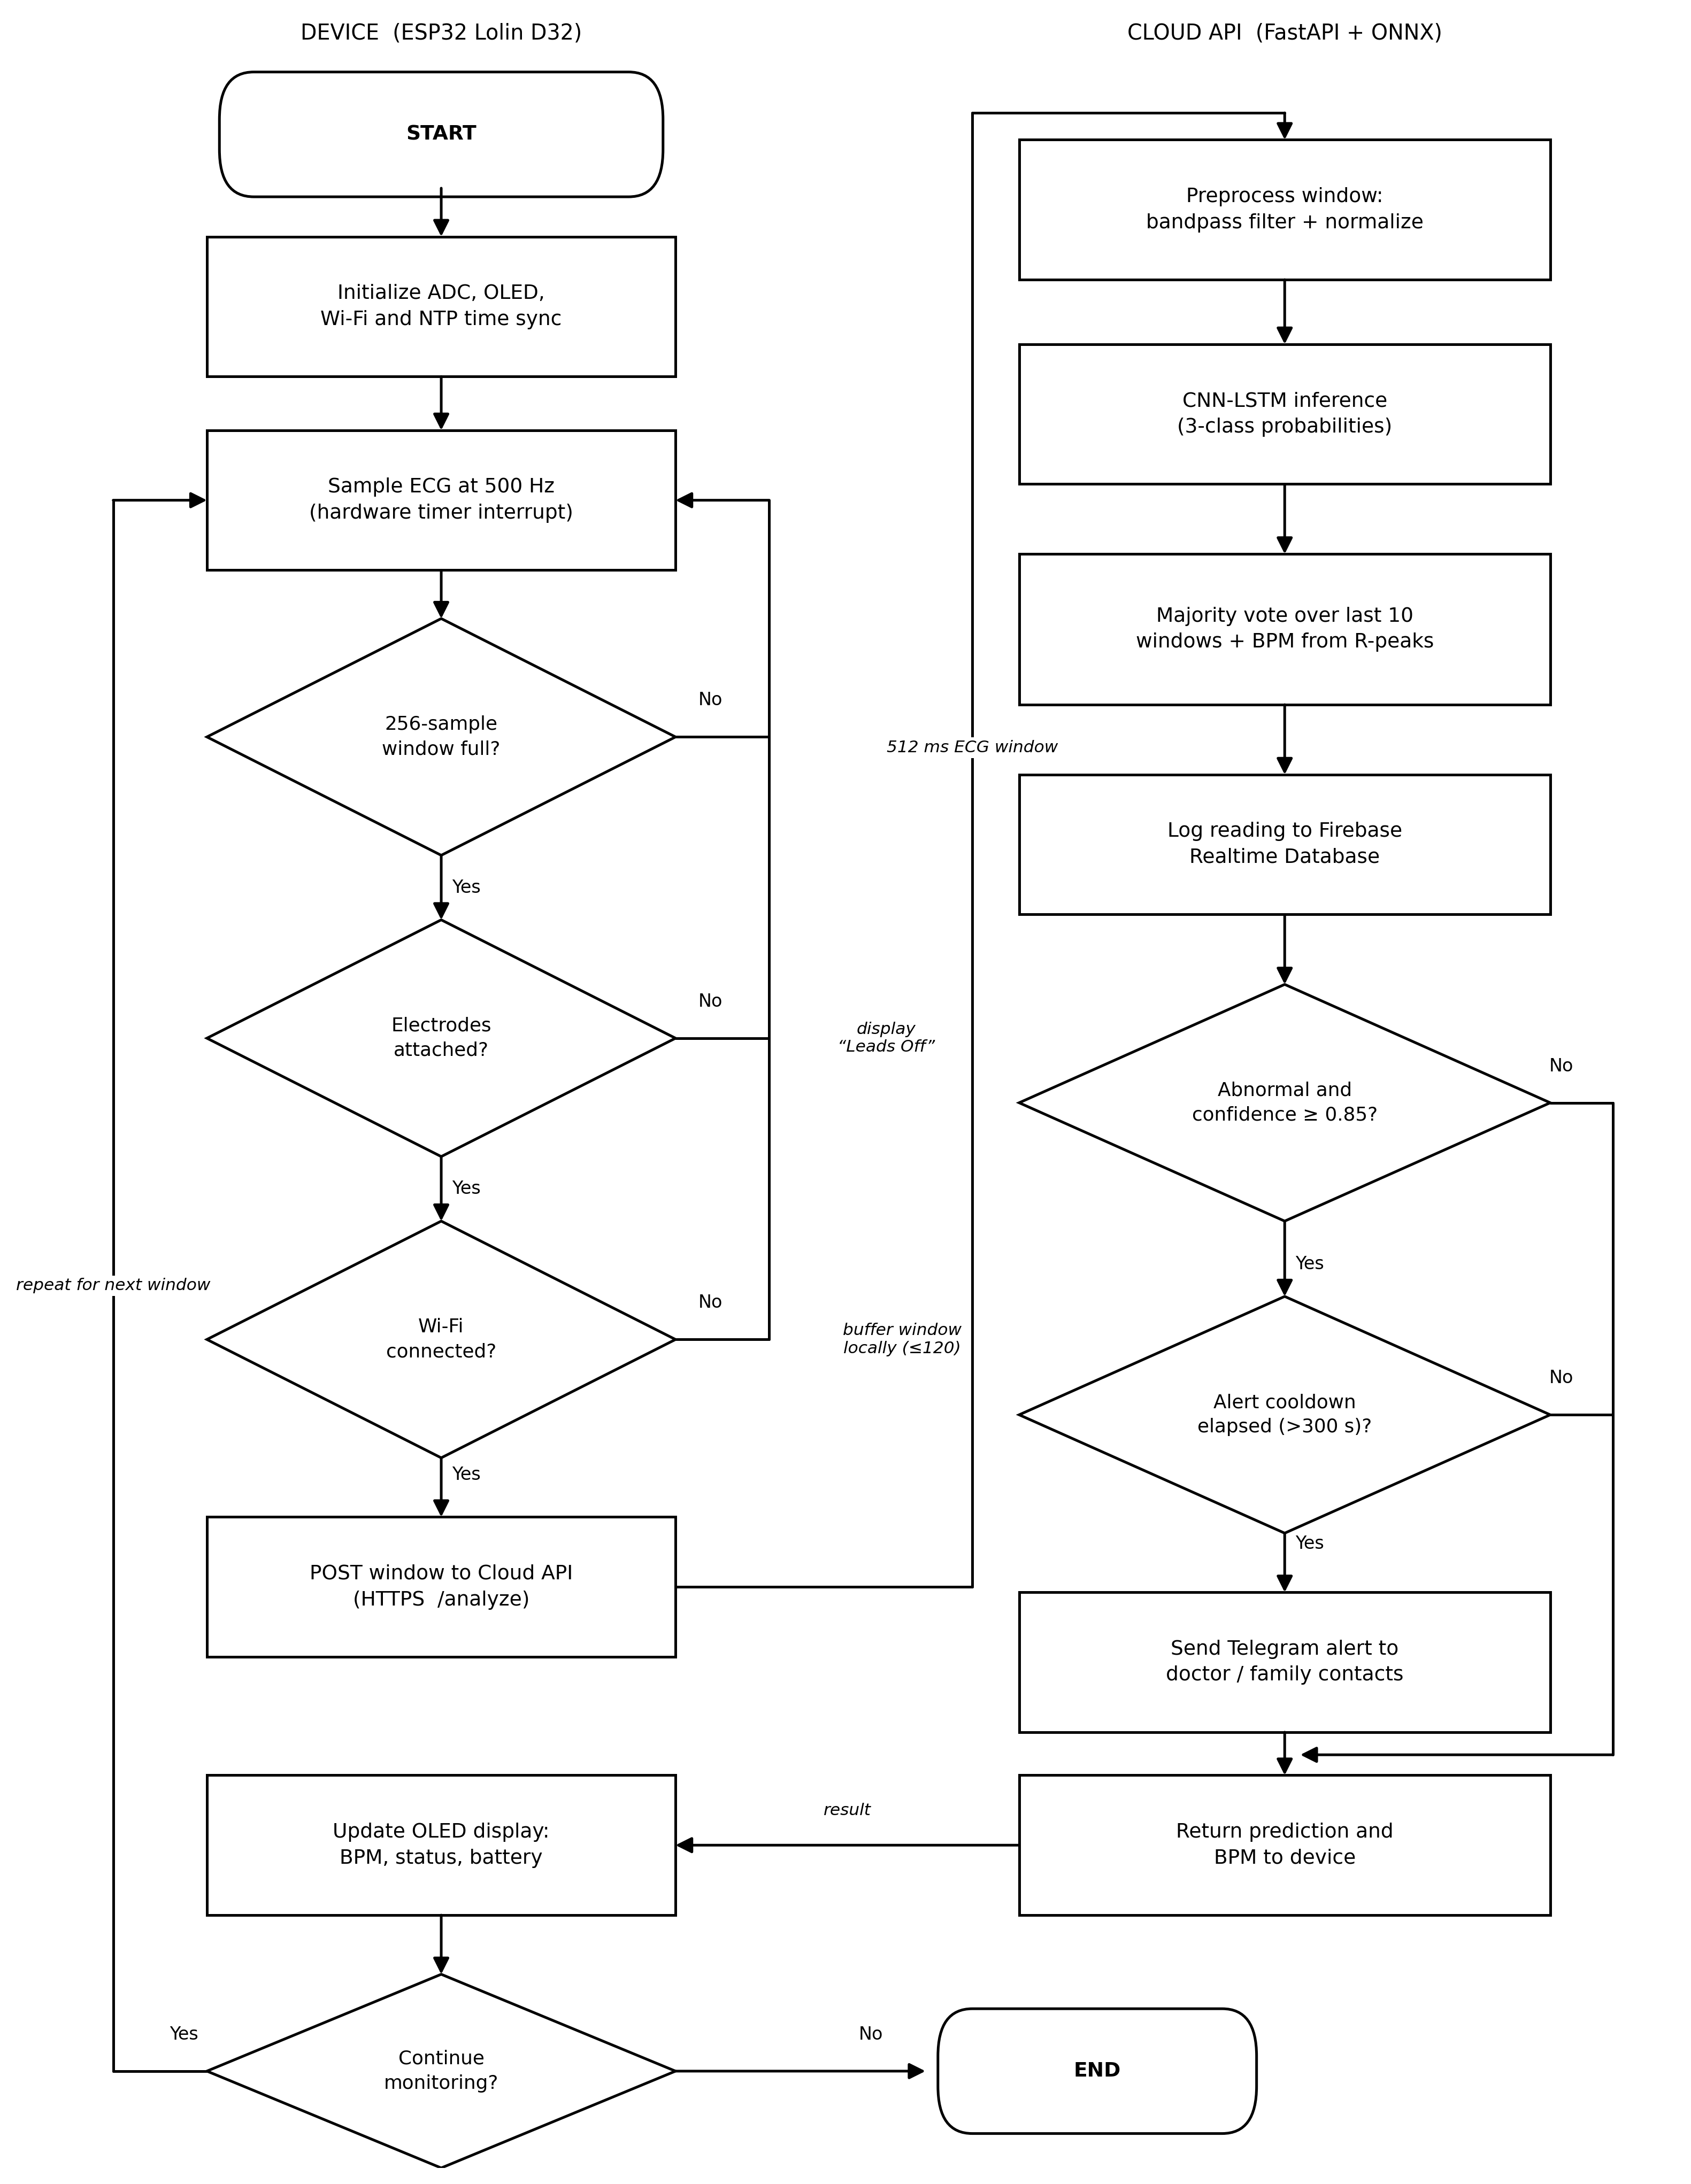 DEVICE  (ESP32 Lolin D32)
START
Initialize ADC, OLED,
Wi-Fi and NTP time sync
Sample ECG at 500 Hz
(hardware timer interrupt)
256-sample
window full?
No
Yes
Electrodes
attached?
No
display
“Leads Off”
Yes
repeat for next window
Wi-Fi
connected?
No
buffer window
locally (≤120)
Yes
POST window to Cloud API
(HTTPS  /analyze)
512 ms ECG window
CLOUD API  (FastAPI + ONNX)
Preprocess window:
bandpass filter + normalize
CNN-LSTM inference
(3-class probabilities)
Majority vote over last 10
windows + BPM from R-peaks
Log reading to Firebase
Realtime Database
Abnormal and
confidence ≥ 0.85?
No
Yes
Alert cooldown
elapsed (>300 s)?
No
Yes
Send Telegram alert to
doctor / family contacts
Return prediction and
BPM to device
result
Update OLED display:
BPM, status, battery
Continue
monitoring?
Yes
No
END